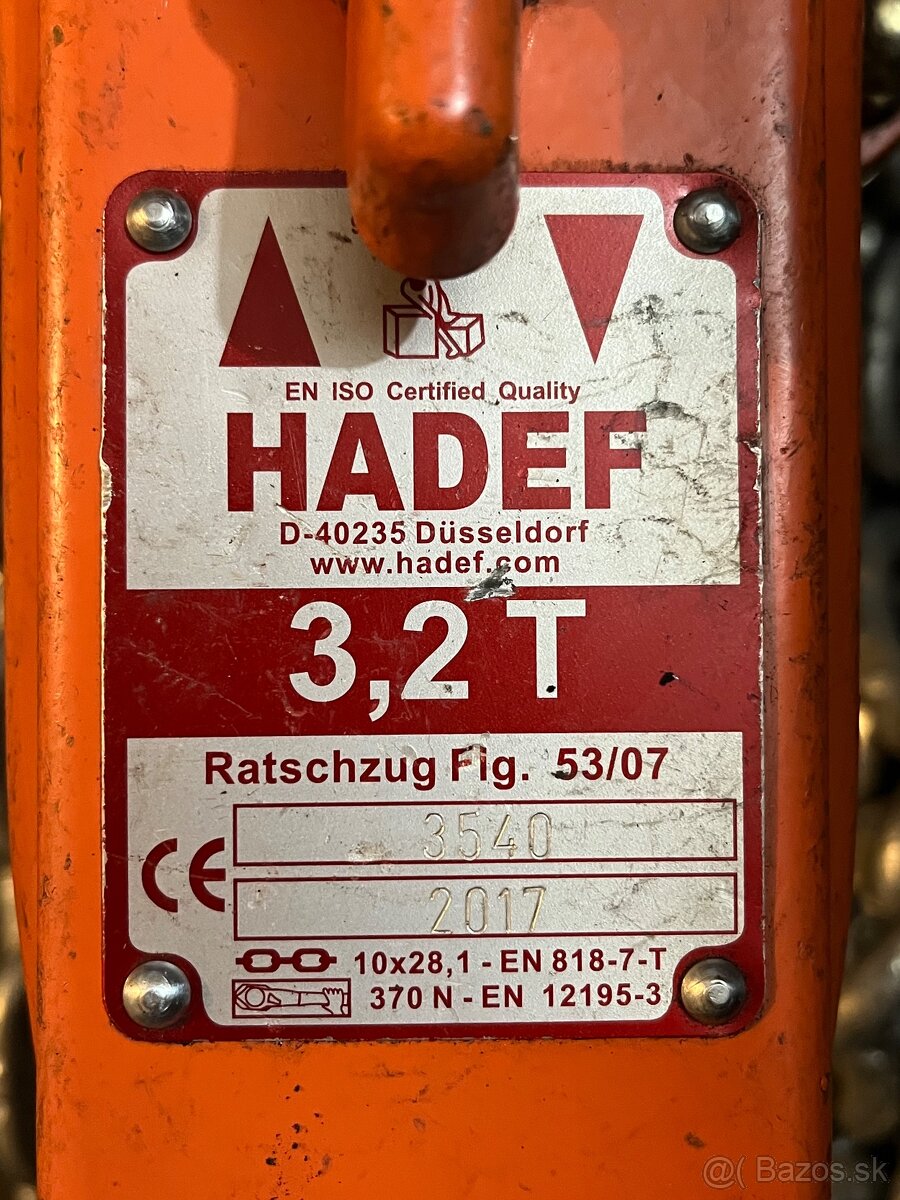 EN ISO Certified Quality
HADEF
D-40235 Düsseldorf
www.hadef.com
3,2 T
Ratschzug Fig. 53/07
3540
CE
2017
10x28,1 - EN 818-7-T
370 N - EN 12195-3
@( Bazos.sk